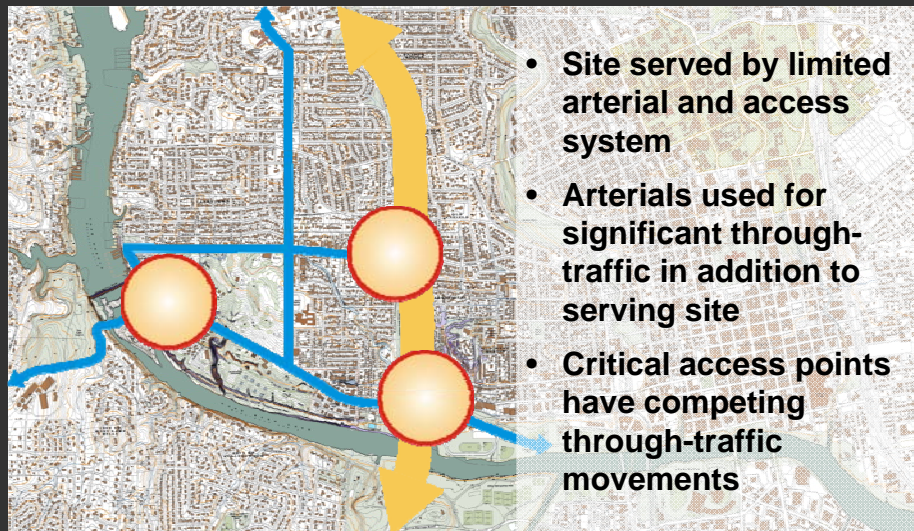 • Site served by limited
arterial and access
system
• Arterials used for
significant through-
traffic in addition to
serving site
• Critical access points
have competing
through-traffic
movements